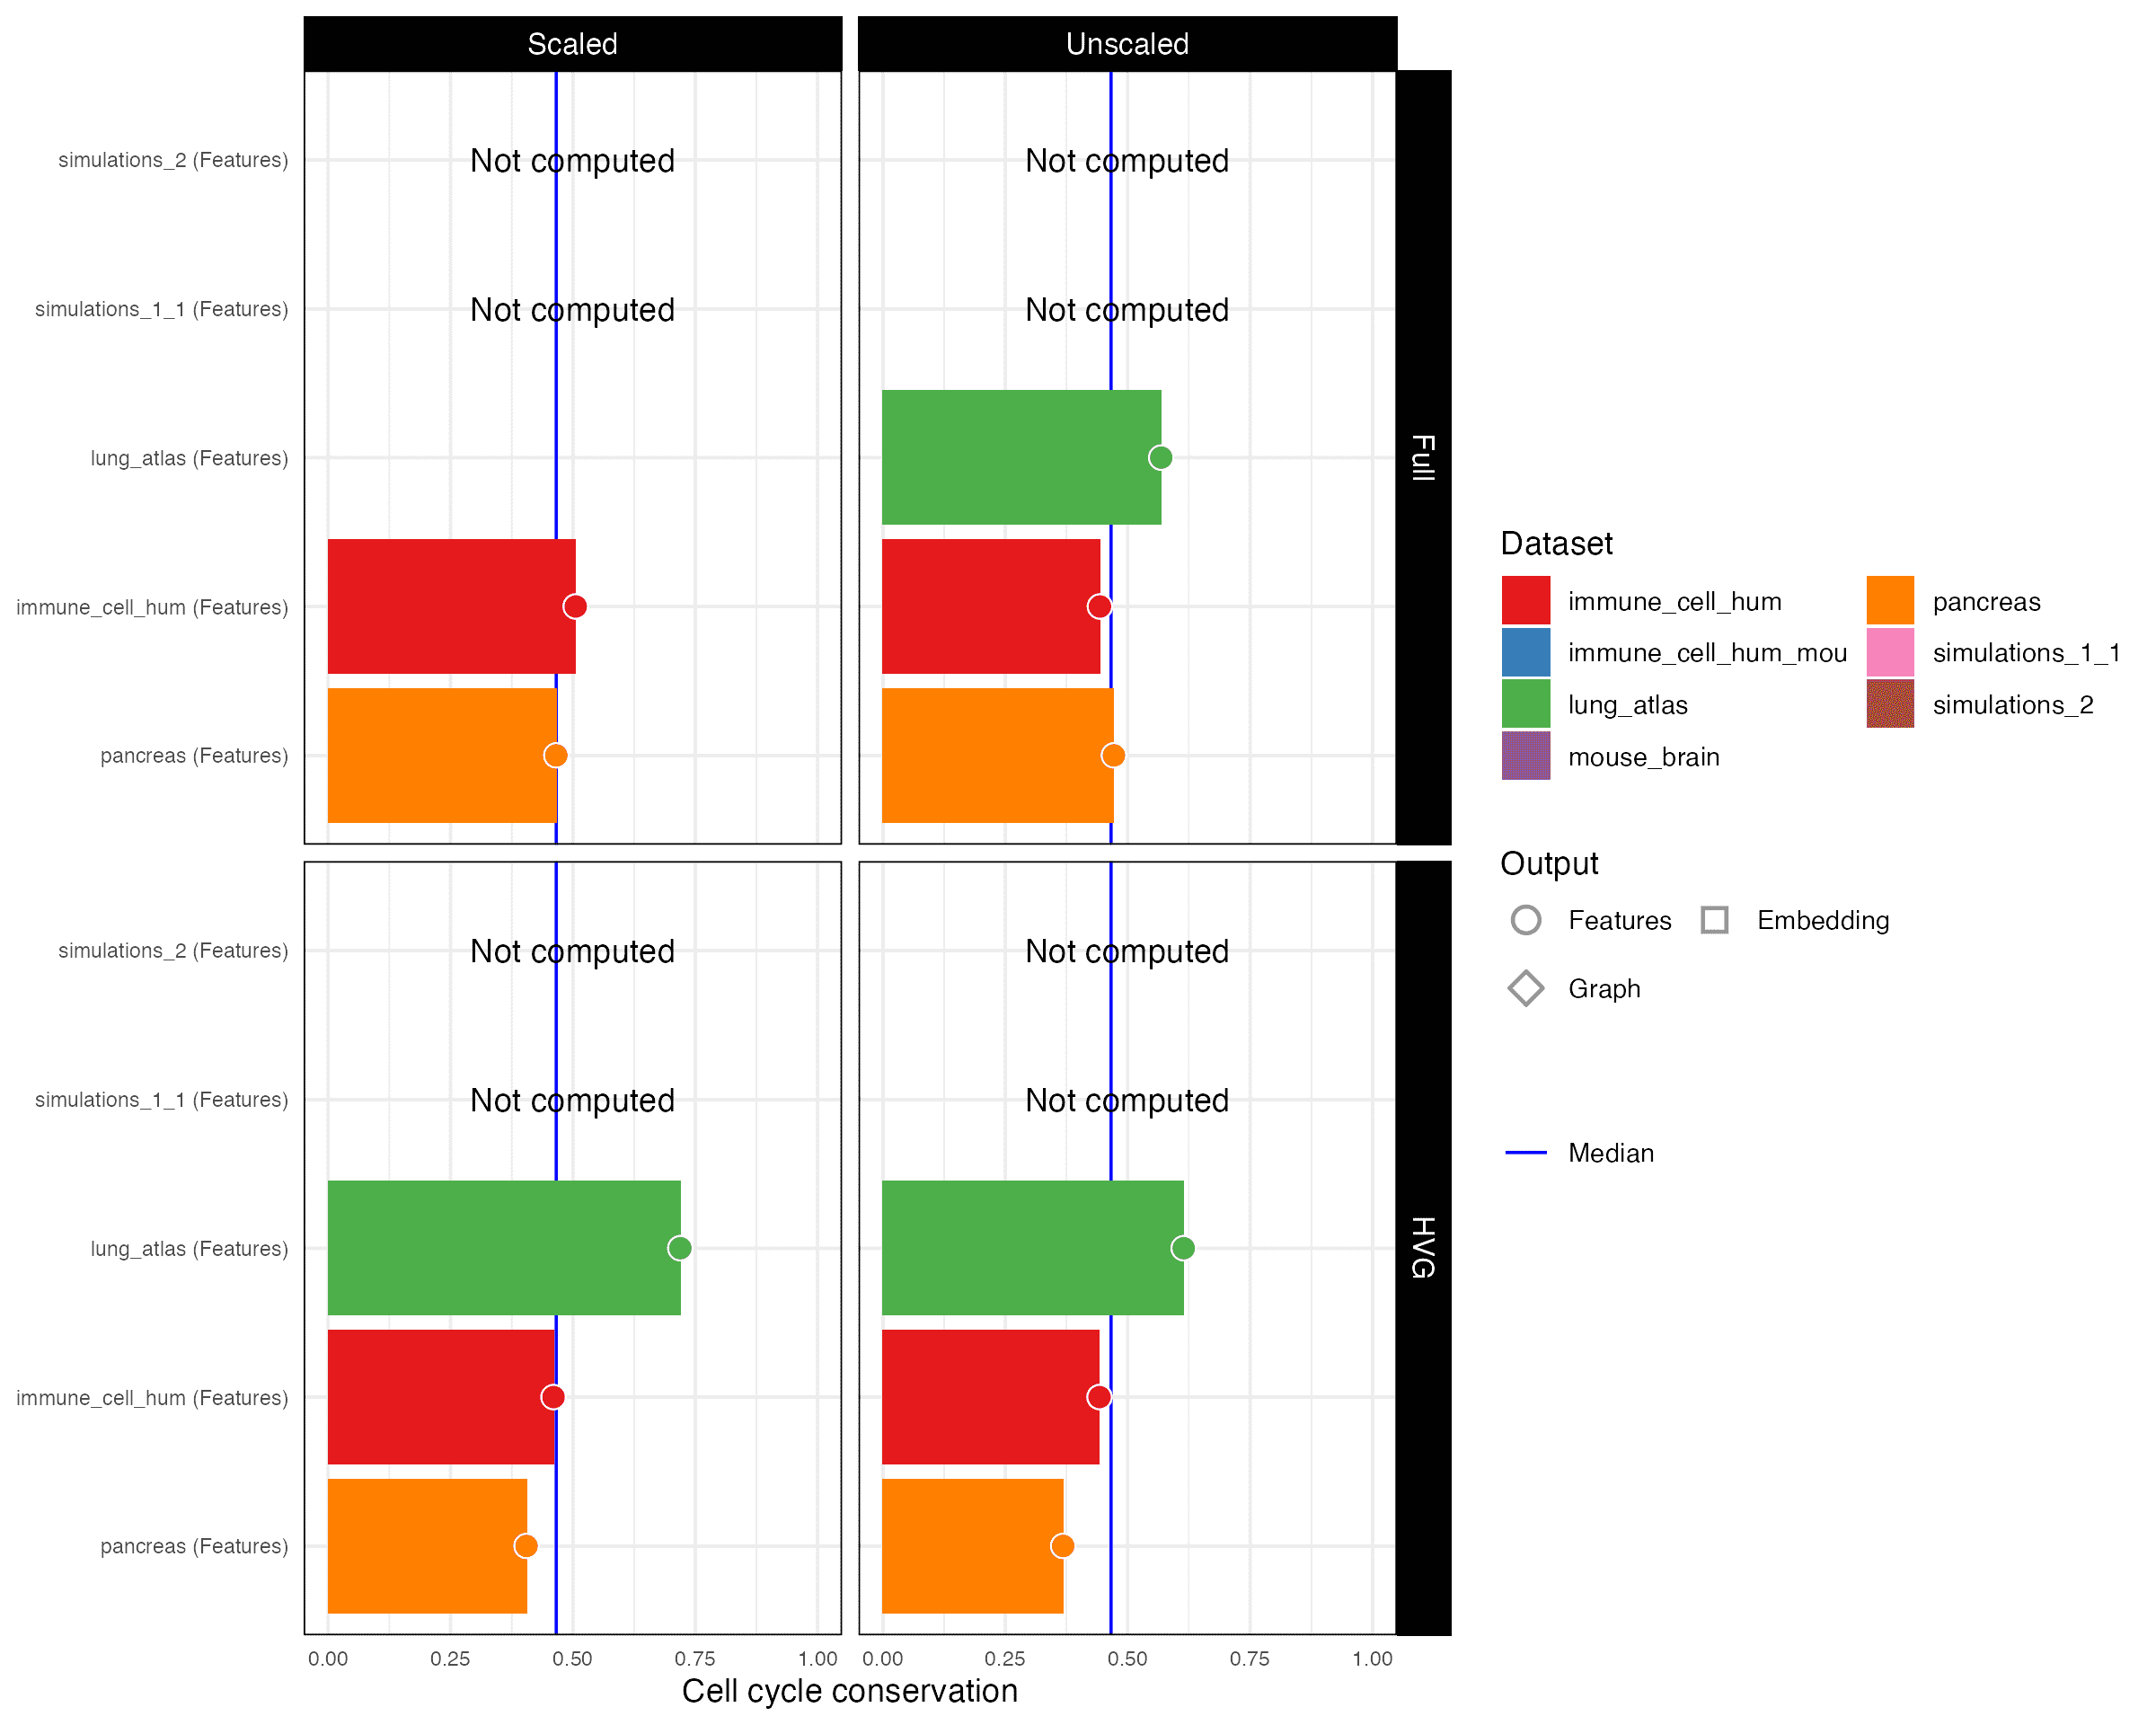 Scaled
Unscaled
simulations_2 (Features)
Not computed
Not computed
simulations_1_1 (Features)
Not computed
Not computed
lung_atlas (Features)
immune_cell_hum (Features)
pancreas (Features)
Full
simulations_2 (Features)
Not computed
Not computed
simulations_1_1 (Features)
Not computed
Not computed
lung_atlas (Features)
immune_cell_hum (Features)
pancreas (Features)
HVG
0.00 0.25 0.50 0.75 1.00
0.00 0.25 0.50 0.75 1.00
Cell cycle conservation
Dataset
immune_cell_hum
immune_cell_hum_mou
lung_atlas
mouse_brain
pancreas
simulations_1_1
simulations_2
Output
Features
Embedding
Graph
Median